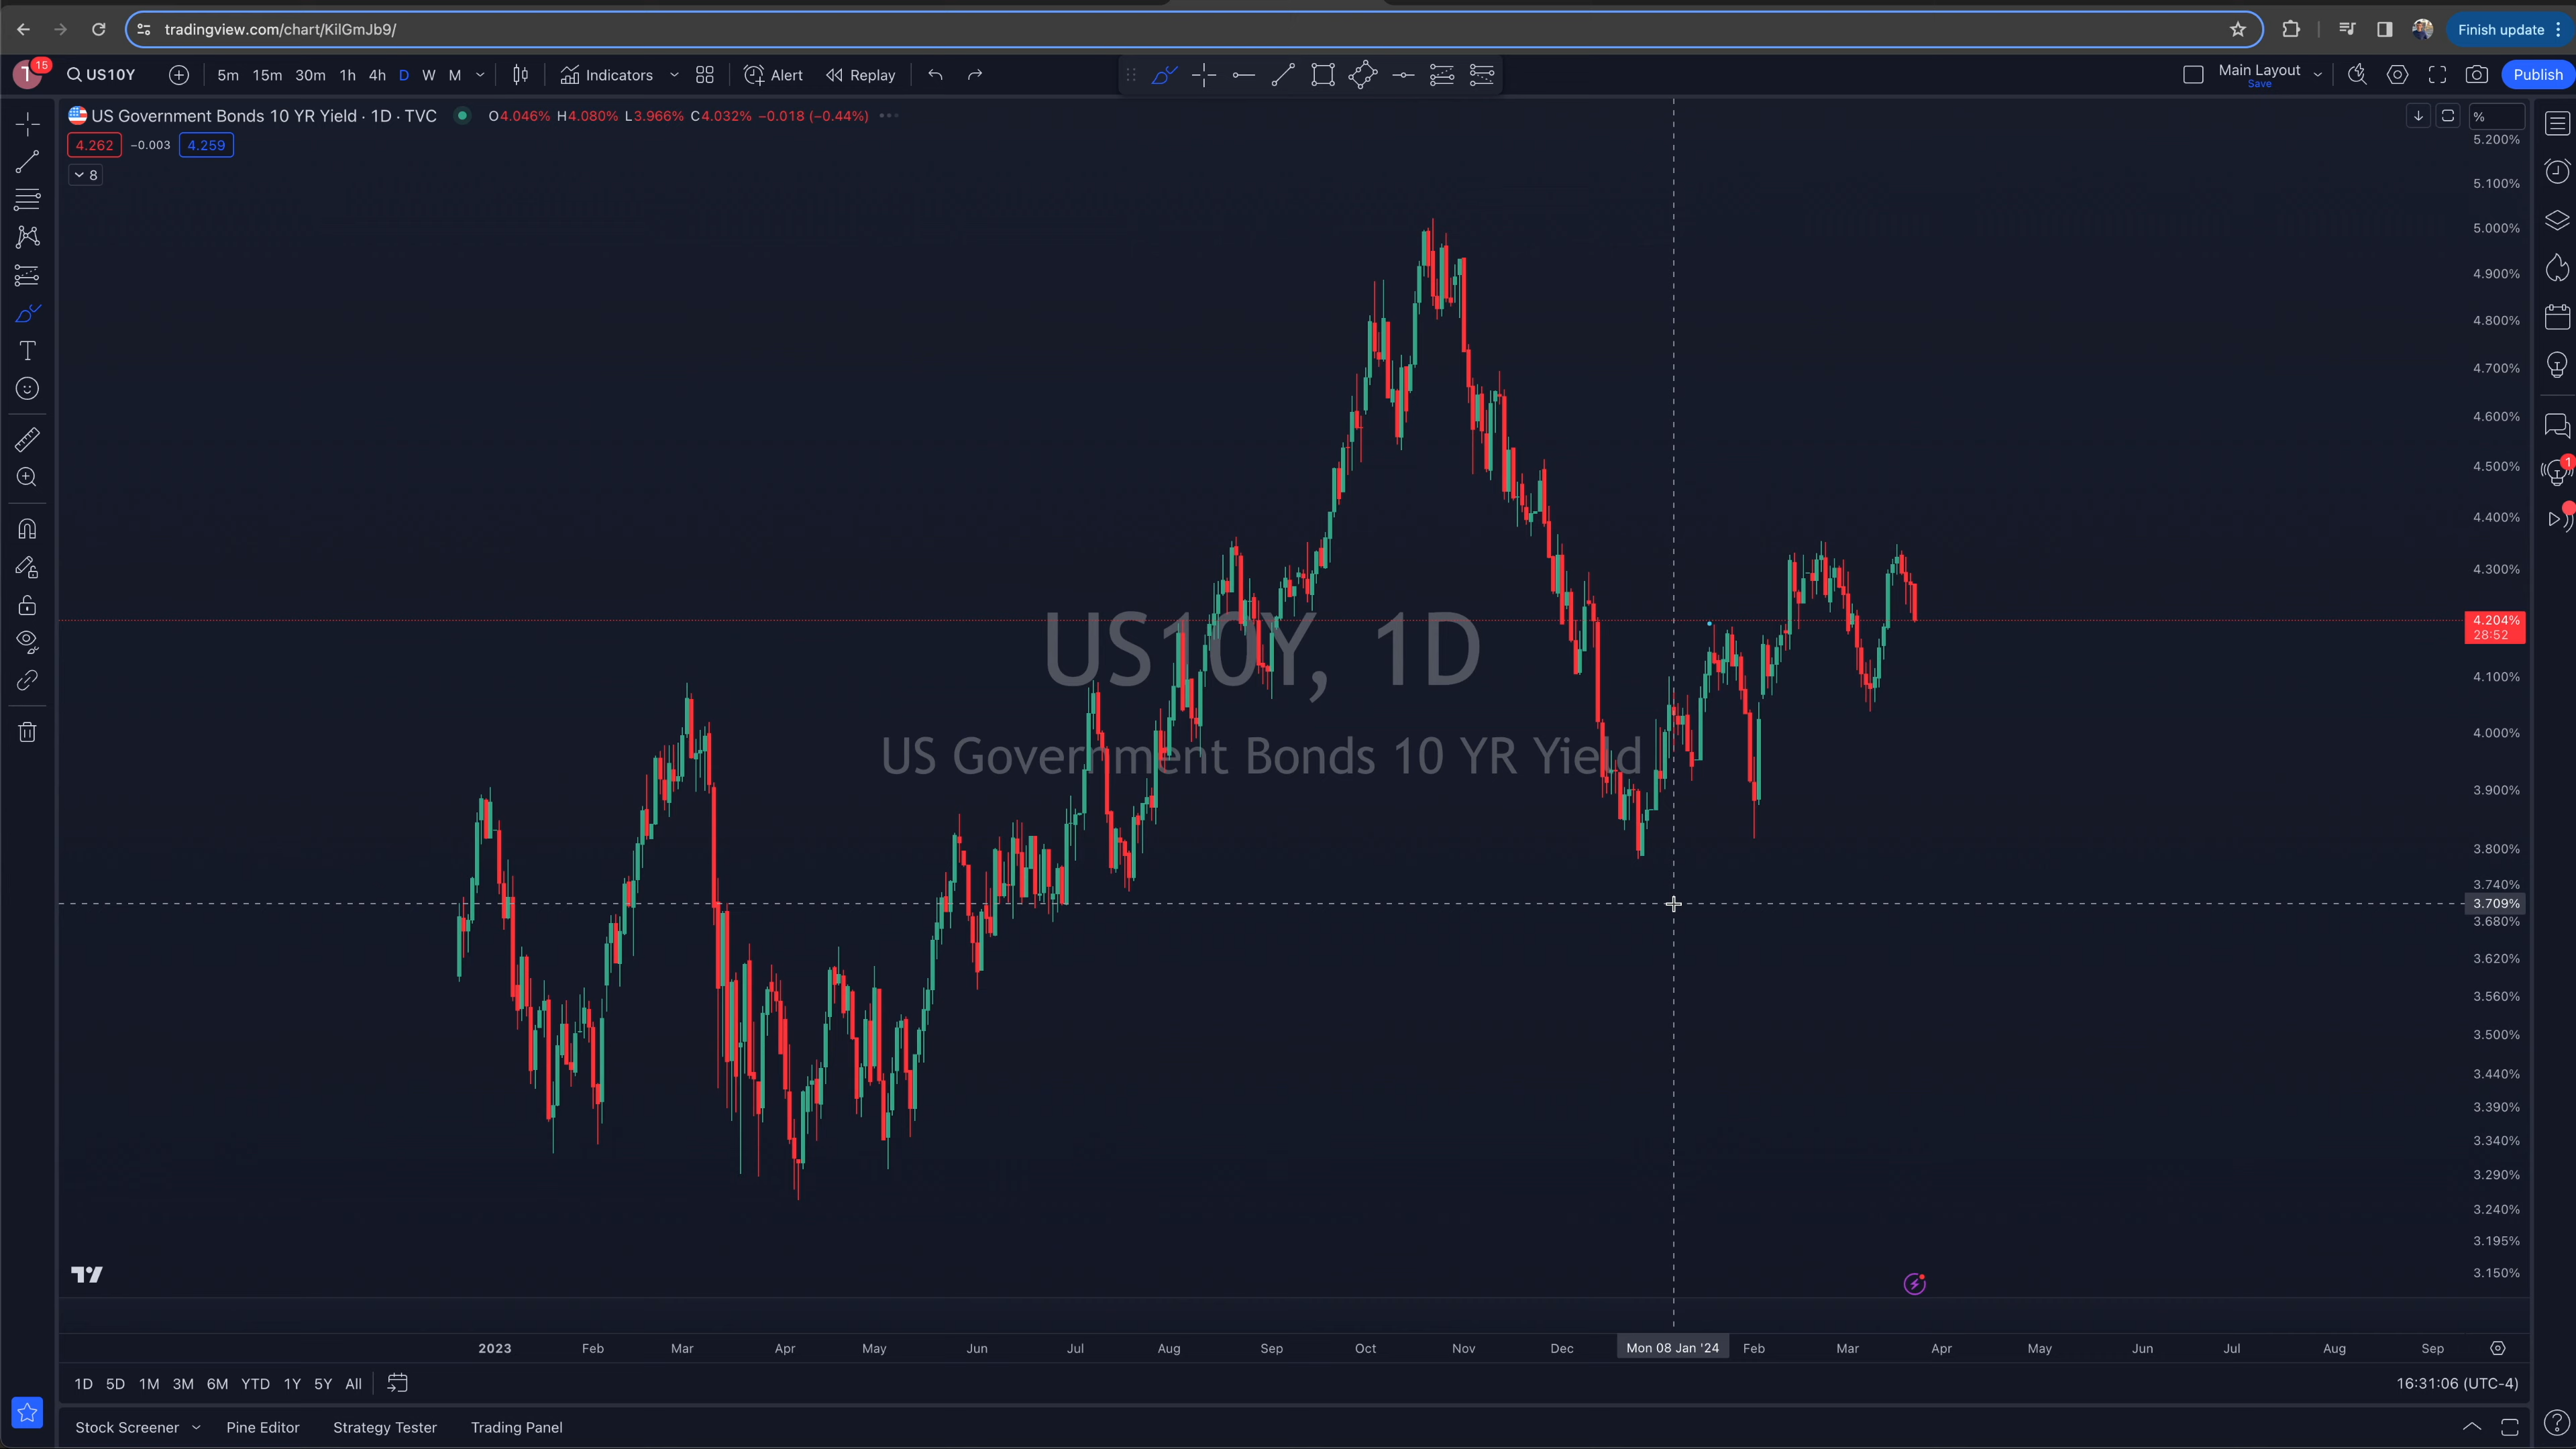 tradingview.com/chart/KilGmJb9/
Finish update
15
US10Y
5m 15m 30m 1h 4h D W M
Indicators
Alert
Replay
Main Layout
Save
Publish
US Government Bonds 10 YR Yield · 1D · TVC
O4.046% H4.080% L3.966% C4.032% −0.018 (−0.44%)
4.262 −0.003 4.259
8
%
5.200%
5.100%
5.000%
4.900%
4.800%
4.700%
4.600%
4.500%
4.400%
4.300%
4.204%
28:52
4.100%
4.000%
3.900%
3.800%
3.740%
3.709%
3.680%
3.620%
3.560%
3.500%
3.440%
3.390%
3.340%
3.290%
3.240%
3.195%
3.150%
US10Y, 1D
US Government Bonds 10 YR Yield
1
2023 Feb Mar Apr May Jun Jul Aug Sep Oct Nov Dec Mon 08 Jan '24 Feb Mar Apr May Jun Jul Aug Sep
1D 5D 1M 3M 6M YTD 1Y 5Y All
16:31:06 (UTC-4)
Stock Screener
Pine Editor
Strategy Tester
Trading Panel